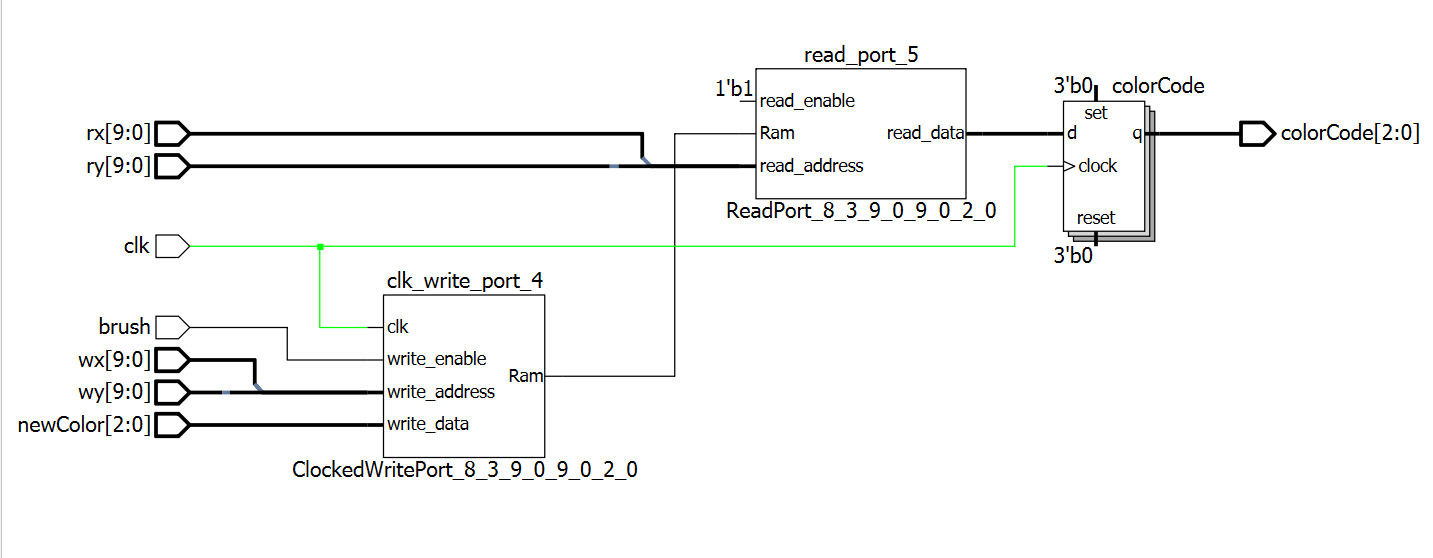 read_port_5
1'b1
read_enable
Ram
read_data
read_address
ReadPort_8_3_9_0_9_0_2_0
3'b0
colorCode
set
d
q
clock
reset
3'b0
colorCode[2:0]
rx[9:0]
ry[9:0]
clk
clk_write_port_4
clk
write_enable
Ram
write_address
write_data
ClockedWritePort_8_3_9_0_9_0_2_0
brush
wx[9:0]
wy[9:0]
newColor[2:0]